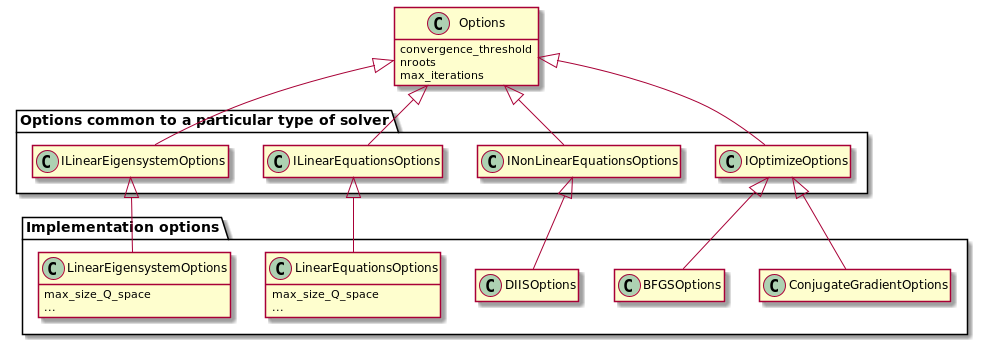 C Options
convergence_threshold
nroots
max_iterations
Options common to a particular type of solver
C ILinearEigensystemOptions
C ILinearEquationsOptions
C INonLinearEquationsOptions
C IOptimizeOptions
Implementation options
C LinearEigensystemOptions
max_size_Q_space
...
C LinearEquationsOptions
max_size_Q_space
...
C DIISOptions
C BFGSOptions
C ConjugateGradientOptions